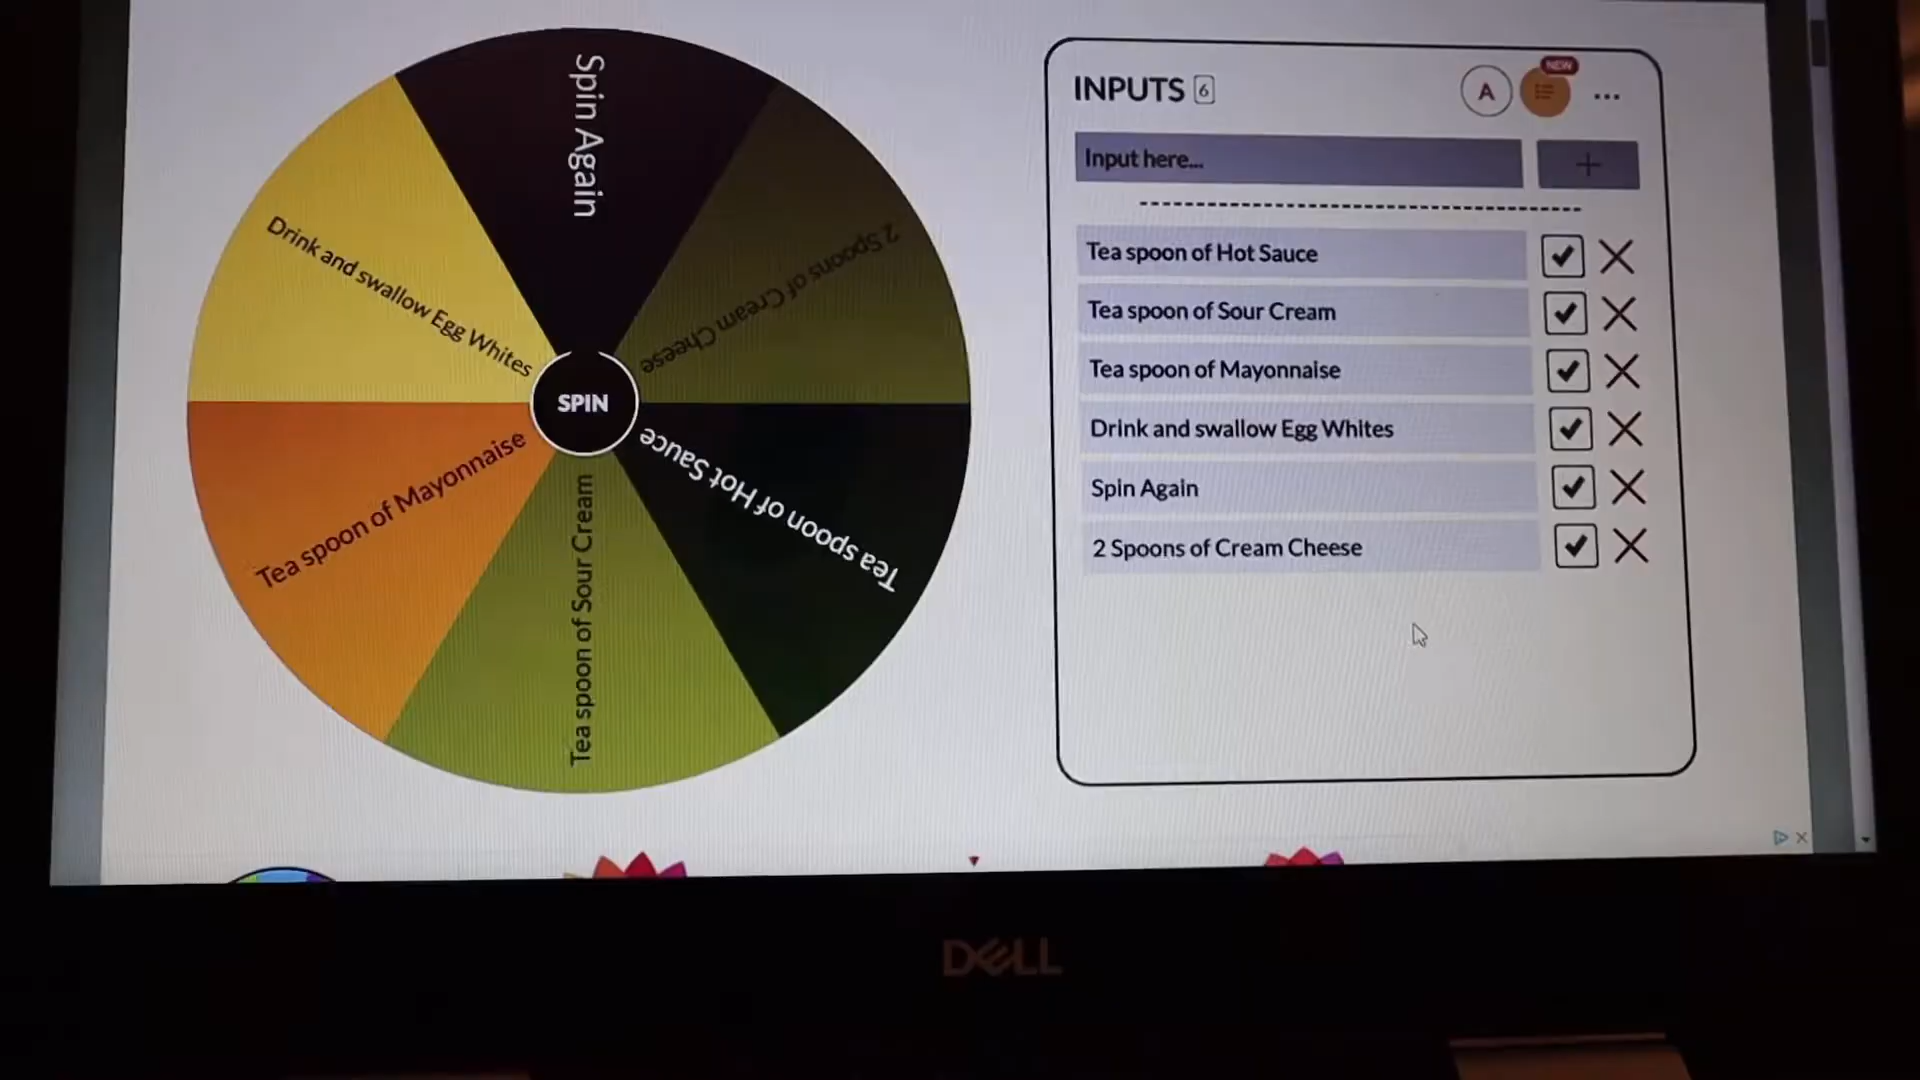 Spin Again
2 Spoons of Cream Cheese
Tea spoon of Hot Sauce
Tea spoon of Sour Cream
Tea spoon of Mayonnaise
Drink and swallow Egg Whites
SPIN
INPUTS 6
A
NEW
...
Input here...
+
Tea spoon of Hot Sauce
Tea spoon of Sour Cream
Tea spoon of Mayonnaise
Drink and swallow Egg Whites
Spin Again
2 Spoons of Cream Cheese
DELL